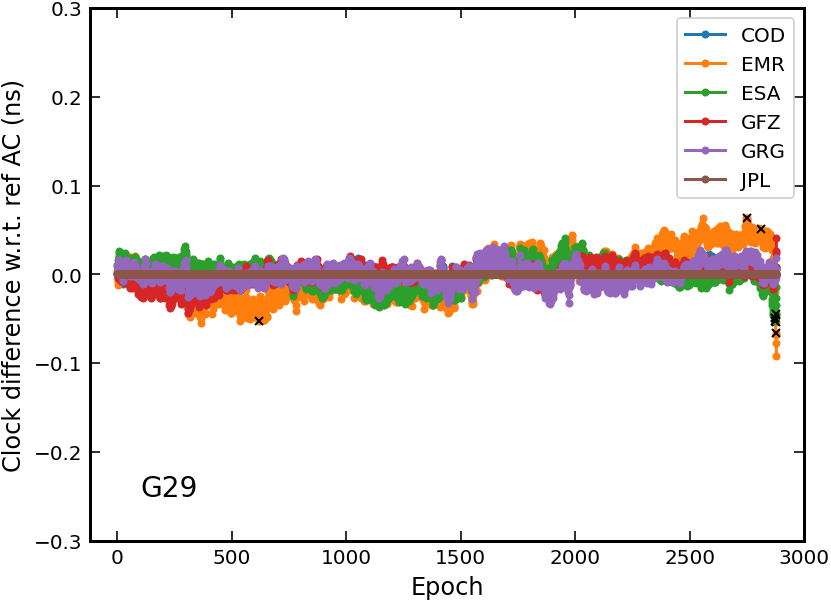 0.3
0.2
0.1
0.0
−0.1
−0.2
−0.3
Clock difference w.r.t. ref AC (ns)
COD
EMR
ESA
GFZ
GRG
JPL
G29
0 500 1000 1500 2000 2500 3000
Epoch